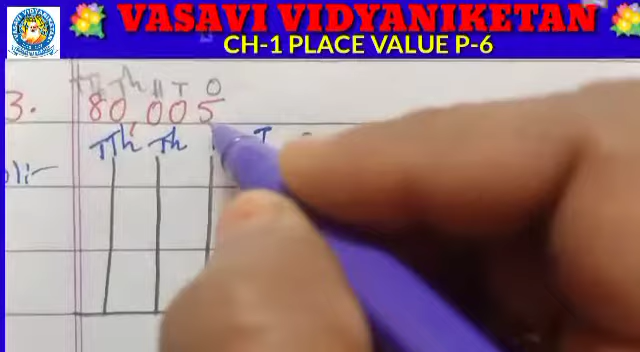 VASAVI VIDYANIKETAN
CH-1 PLACE VALUE P-6
TTh Th H T O
3. 80,005
TTh Th T